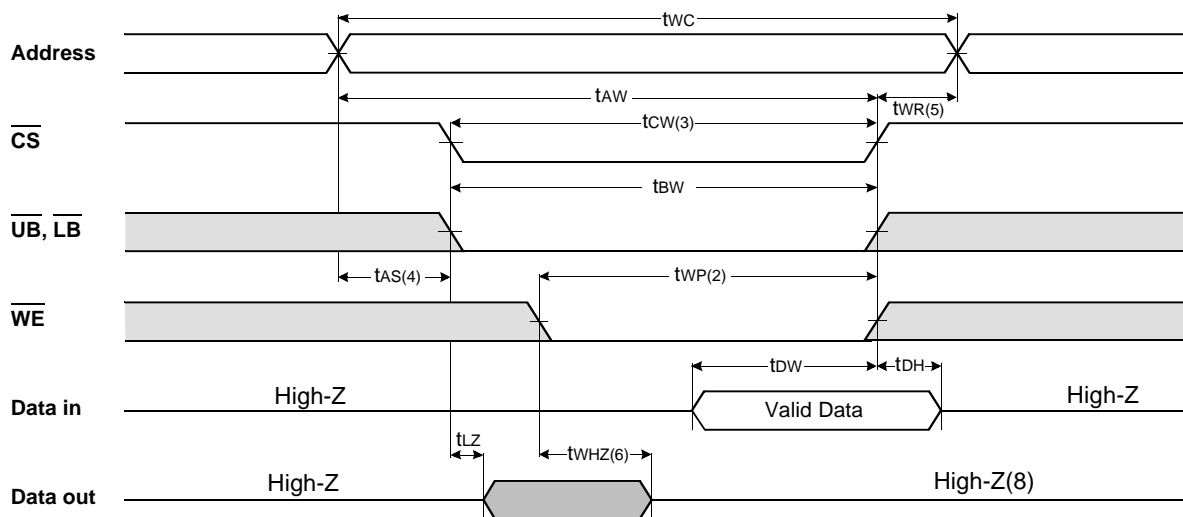 tWC
Address
tAW
tWR(5)
tCW(3)
CS
tBW
UB, LB
tAS(4)
tWP(2)
WE
tDW
tDH
High-Z
Valid Data
High-Z
Data in
tLZ
tWHZ(6)
High-Z
High-Z(8)
Data out